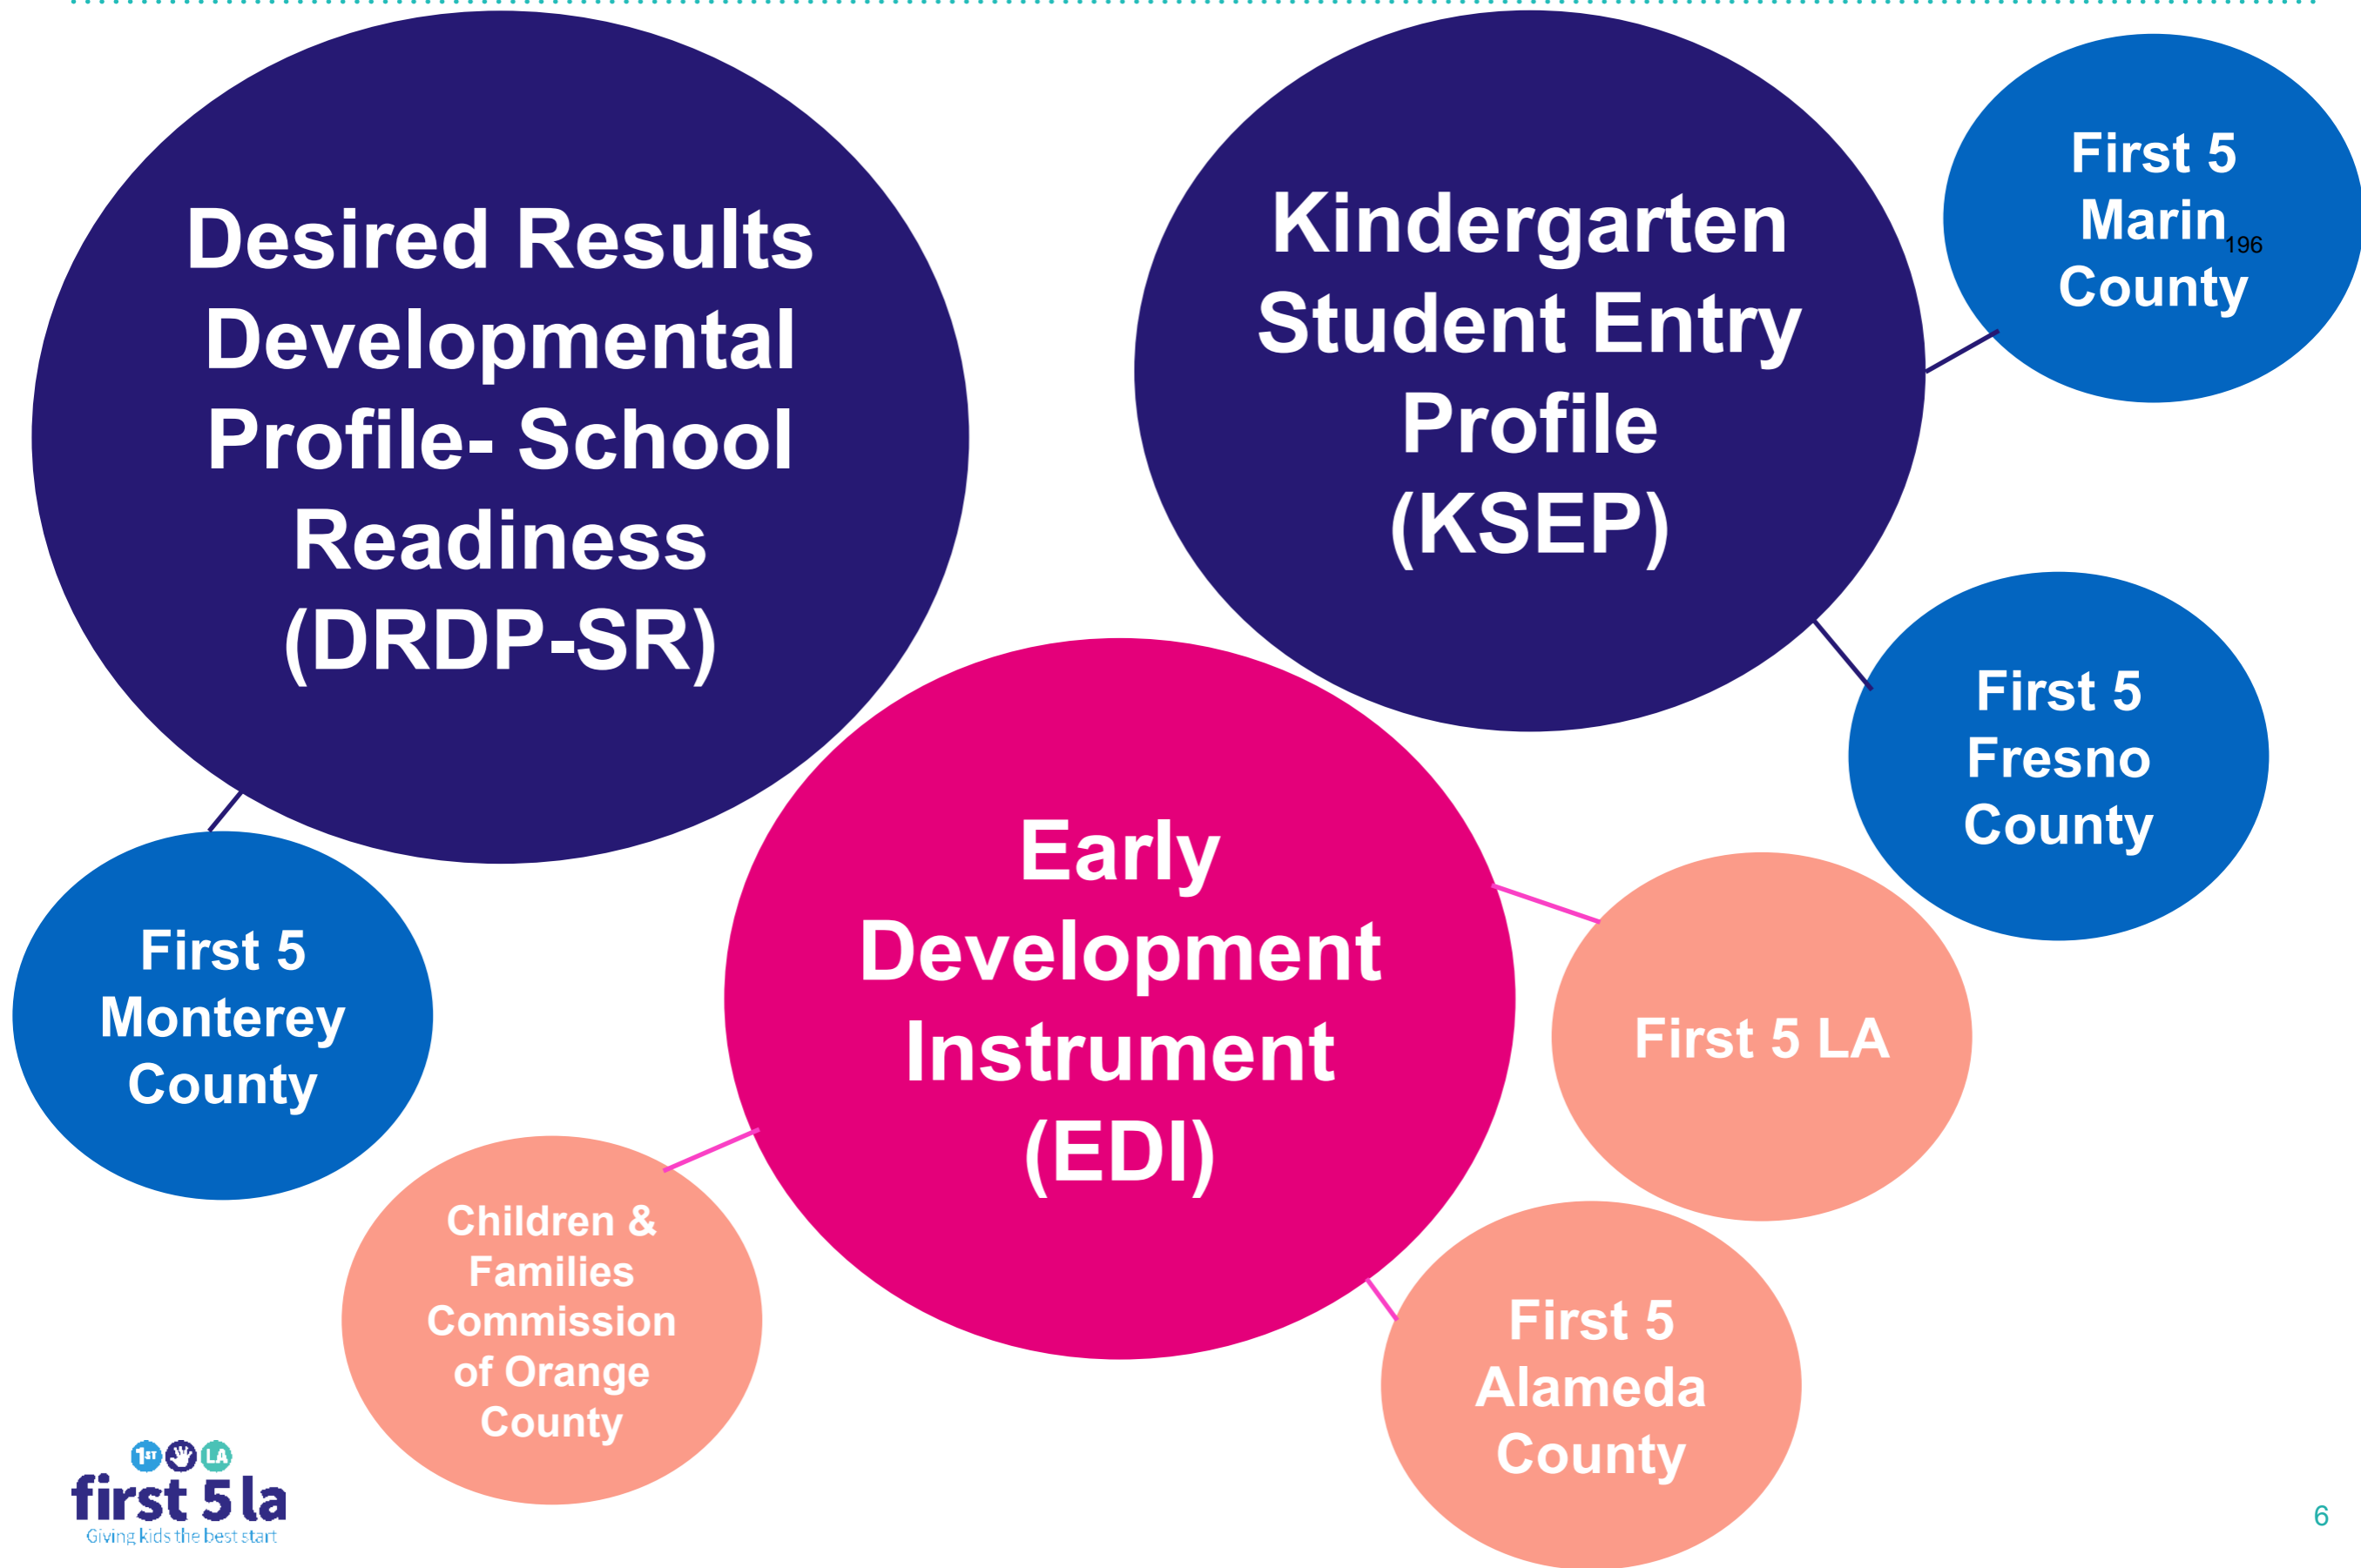 Desired Results
Developmental
Profile- School
Readiness
(DRDP-SR)
Kindergarten
Student Entry
Profile
(KSEP)
First 5
Marin
196
County
First 5
Fresno
County
Early
Development
Instrument
(EDI)
First 5
Monterey
County
First 5 LA
Children &
Families
Commission
of Orange
County
First 5
Alameda
County
1ST LA
first 5 la
Giving kids the best start
6